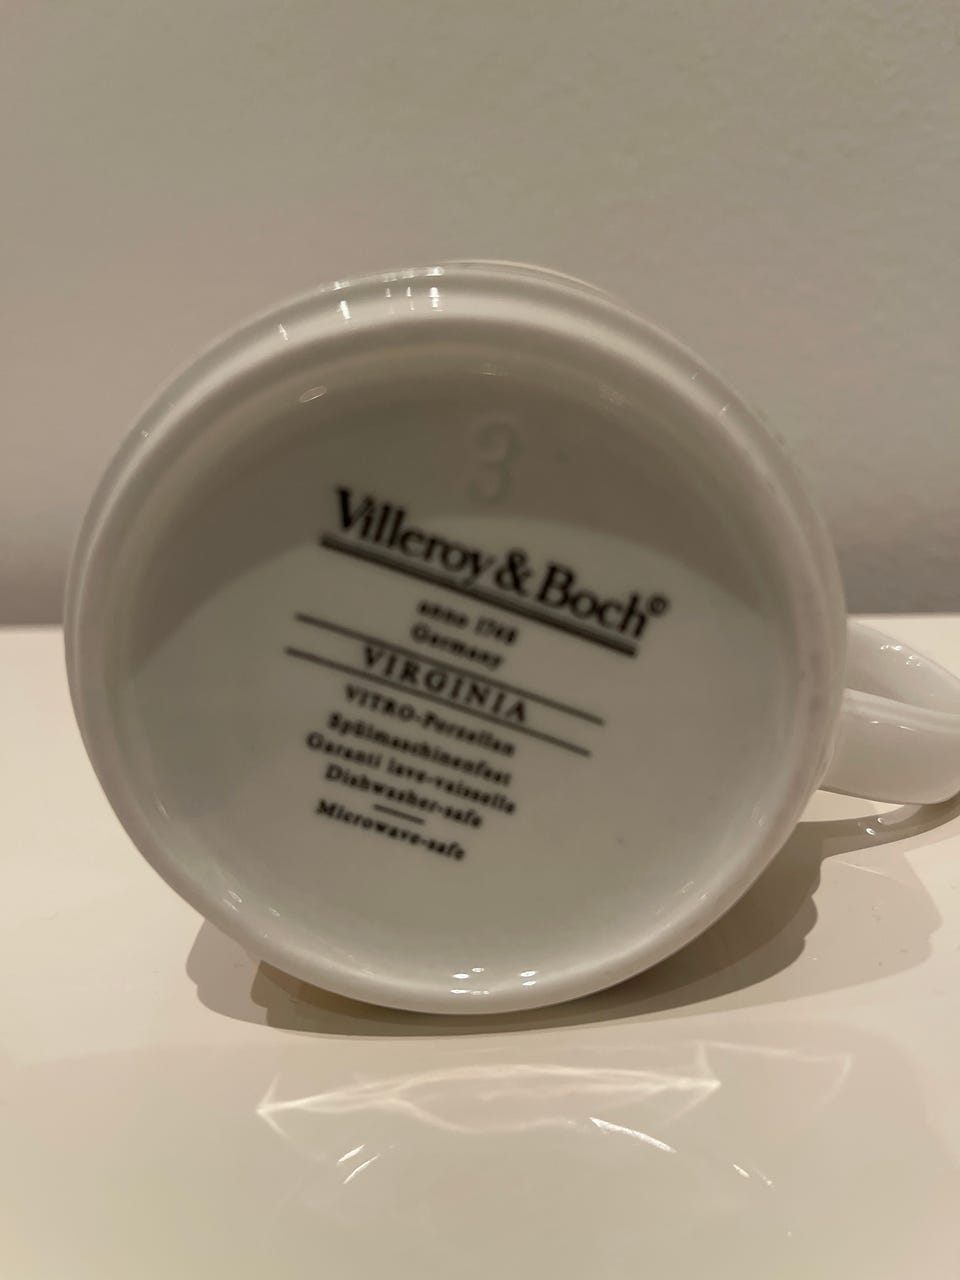 3
Villeroy & Boch©
anno 1748
Germany
VIRGINIA
VITRO-Porzellan
Spülmaschinenfest
Garanti lave-vaisselle
Dishwasher-safe
Microwave-safe